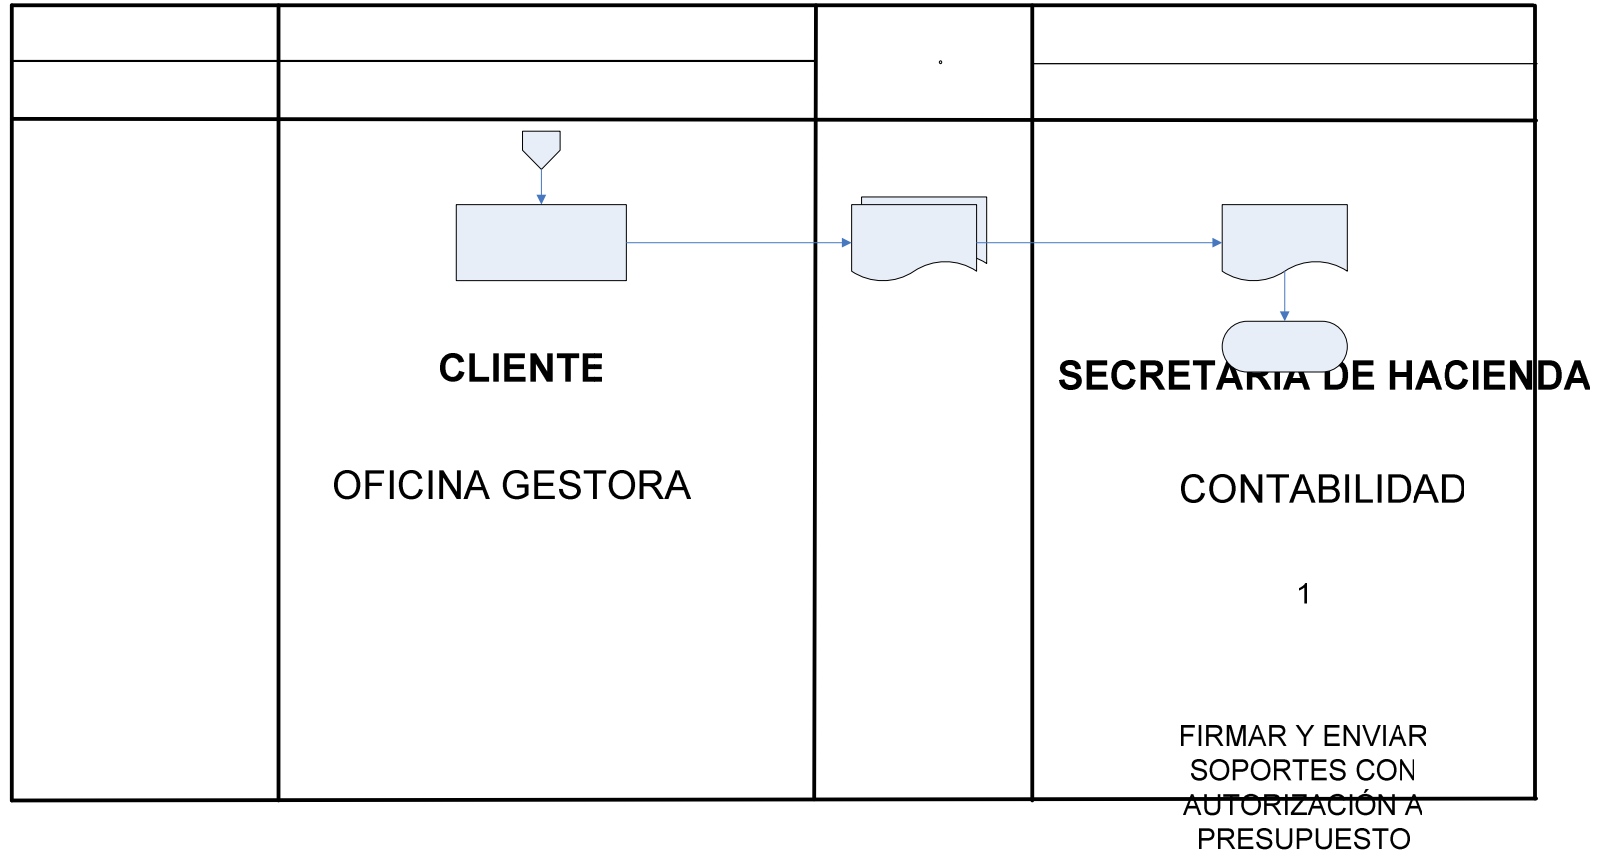 CLIENTE
SECRETARIA DE HACIENDA
OFICINA GESTORA
CONTABILIDAD
1
FIRMAR Y ENVIAR
SOPORTES CON
AUTORIZACIÓN A
PRESUPUESTO